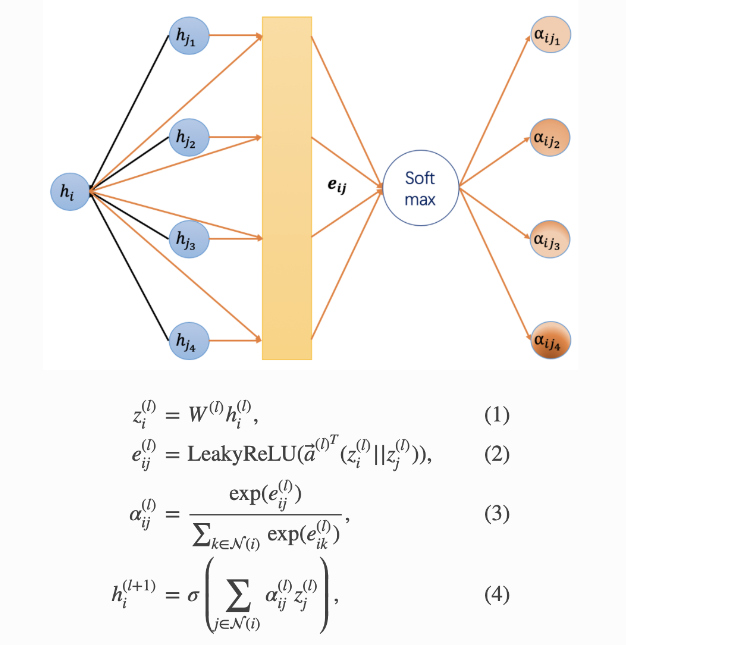 h_{j_1} α_{ij_1}
h_{j_2} α_{ij_2}
h_i e_{ij} Soft
max
h_{j_3} α_{ij_3}
h_{j_4} α_{ij_4}
z_i^{(l)} = W^{(l)} h_i^{(l)}, (1)
e_{ij}^{(l)} = LeakyReLU(\vec{a}^{(l)^T} (z_i^{(l)} || z_j^{(l)})), (2)
α_{ij}^{(l)} = \frac{exp(e_{ij}^{(l)})}{∑_{k∈𝒩(i)} exp(e_{ik}^{(l)})}, (3)
h_i^{(l+1)} = σ(∑_{j∈𝒩(i)} α_{ij}^{(l)} z_j^{(l)}), (4)